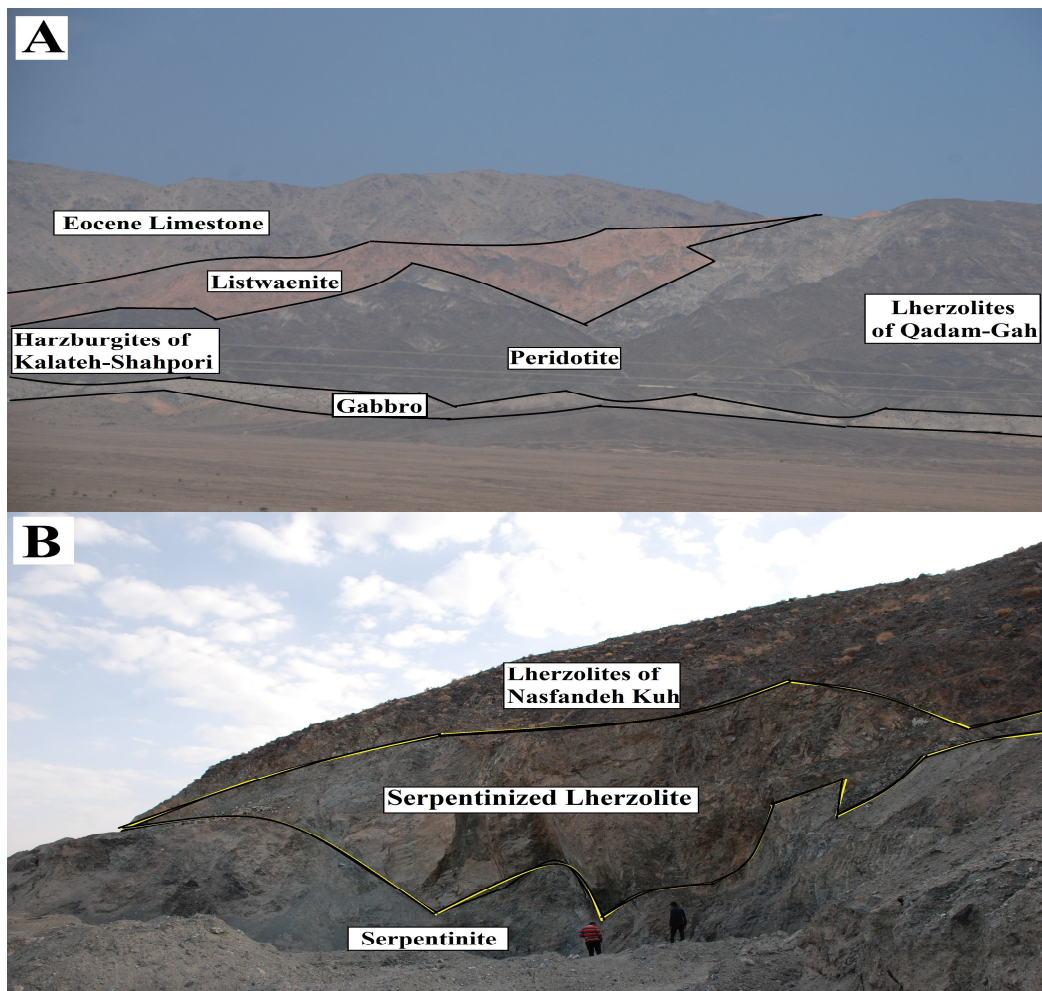 A
Eocene Limestone
Listwaenite
Lherzolites
of Qadam-Gah
Harzburgites of
Kalateh-Shahpori
Peridotite
Gabbro
B
Lherzolites of
Nasfandeh Kuh
Serpentinized Lherzolite
Serpentinite